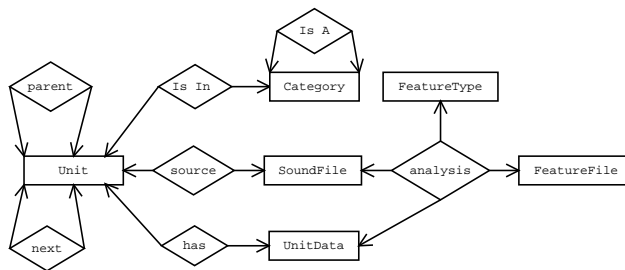 Is A
parent
Is In
Category
FeatureType
Unit
source
SoundFile
analysis
FeatureFile
next
has
UnitData